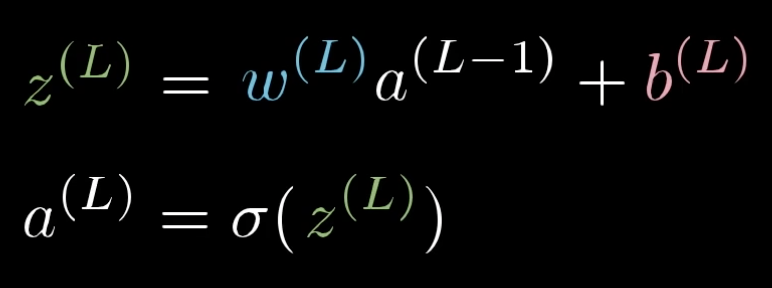 z^{(L)} = w^{(L)}a^{(L-1)} + b^{(L)}
a^{(L)} = σ(z^{(L)})